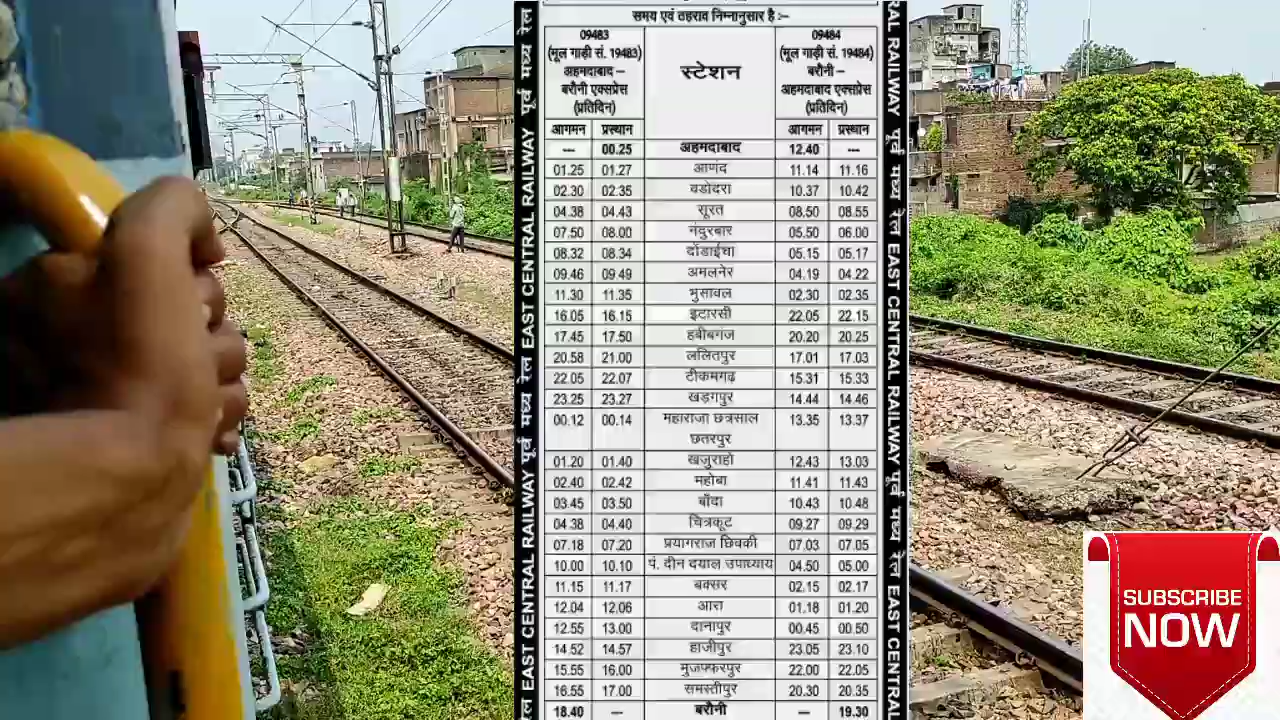 समय एवं ठहराव निम्नानुसार है :–
09483
(मूल गाड़ी सं. 19483)
अहमदाबाद –
बरौनी एक्सप्रेस
(प्रतिदिन)
स्टेशन
09484
(मूल गाड़ी सं. 19484)
बरौनी –
अहमदाबाद एक्सप्रेस
(प्रतिदिन)
आगमन प्रस्थान आगमन प्रस्थान
--- 00.25 अहमदाबाद 12.40 ---
01.25 01.27 आणंद 11.14 11.16
02.30 02.35 वडोदरा 10.37 10.42
04.38 04.43 सूरत 08.50 08.55
07.50 08.00 नंदुरबार 05.50 06.00
08.32 08.34 दोंडाईचा 05.15 05.17
09.46 09.49 अमलनेर 04.19 04.22
11.30 11.35 भुसावल 02.30 02.35
16.05 16.15 इटारसी 22.05 22.15
17.45 17.50 हबीबगंज 20.20 20.25
20.58 21.00 ललितपुर 17.01 17.03
22.05 22.07 टीकमगढ़ 15.31 15.33
23.25 23.27 खड़गपुर 14.44 14.46
00.12 00.14 महाराजा छत्रसाल 13.35 13.37
छतरपुर
01.20 01.40 खजुराहो 12.43 13.03
02.40 02.42 महोबा 11.41 11.43
03.45 03.50 बाँदा 10.43 10.48
04.38 04.40 चित्रकूट 09.27 09.29
07.18 07.20 प्रयागराज छिवकी 07.03 07.05
10.00 10.10 पं. दीन दयाल उपाध्याय 04.50 05.00
11.15 11.17 बक्सर 02.15 02.17
12.04 12.06 आरा 01.18 01.20
12.55 13.00 दानापुर 00.45 00.50
14.52 14.57 हाजीपुर 23.05 23.10
15.55 16.00 मुजफ्फरपुर 22.00 22.05
16.55 17.00 समस्तीपुर 20.30 20.35
18.40 --- बरौनी --- 19.30
EAST CENTRAL RAILWAY पूर्व मध्य रेल EAST CENTRAL RAILWAY पूर्व मध्य रेल
RAL RAILWAY पूर्व मध्य रेल EAST CENTRAL RAILWAY पूर्व मध्य रेल EAST CENTRAL
SUBSCRIBE
NOW